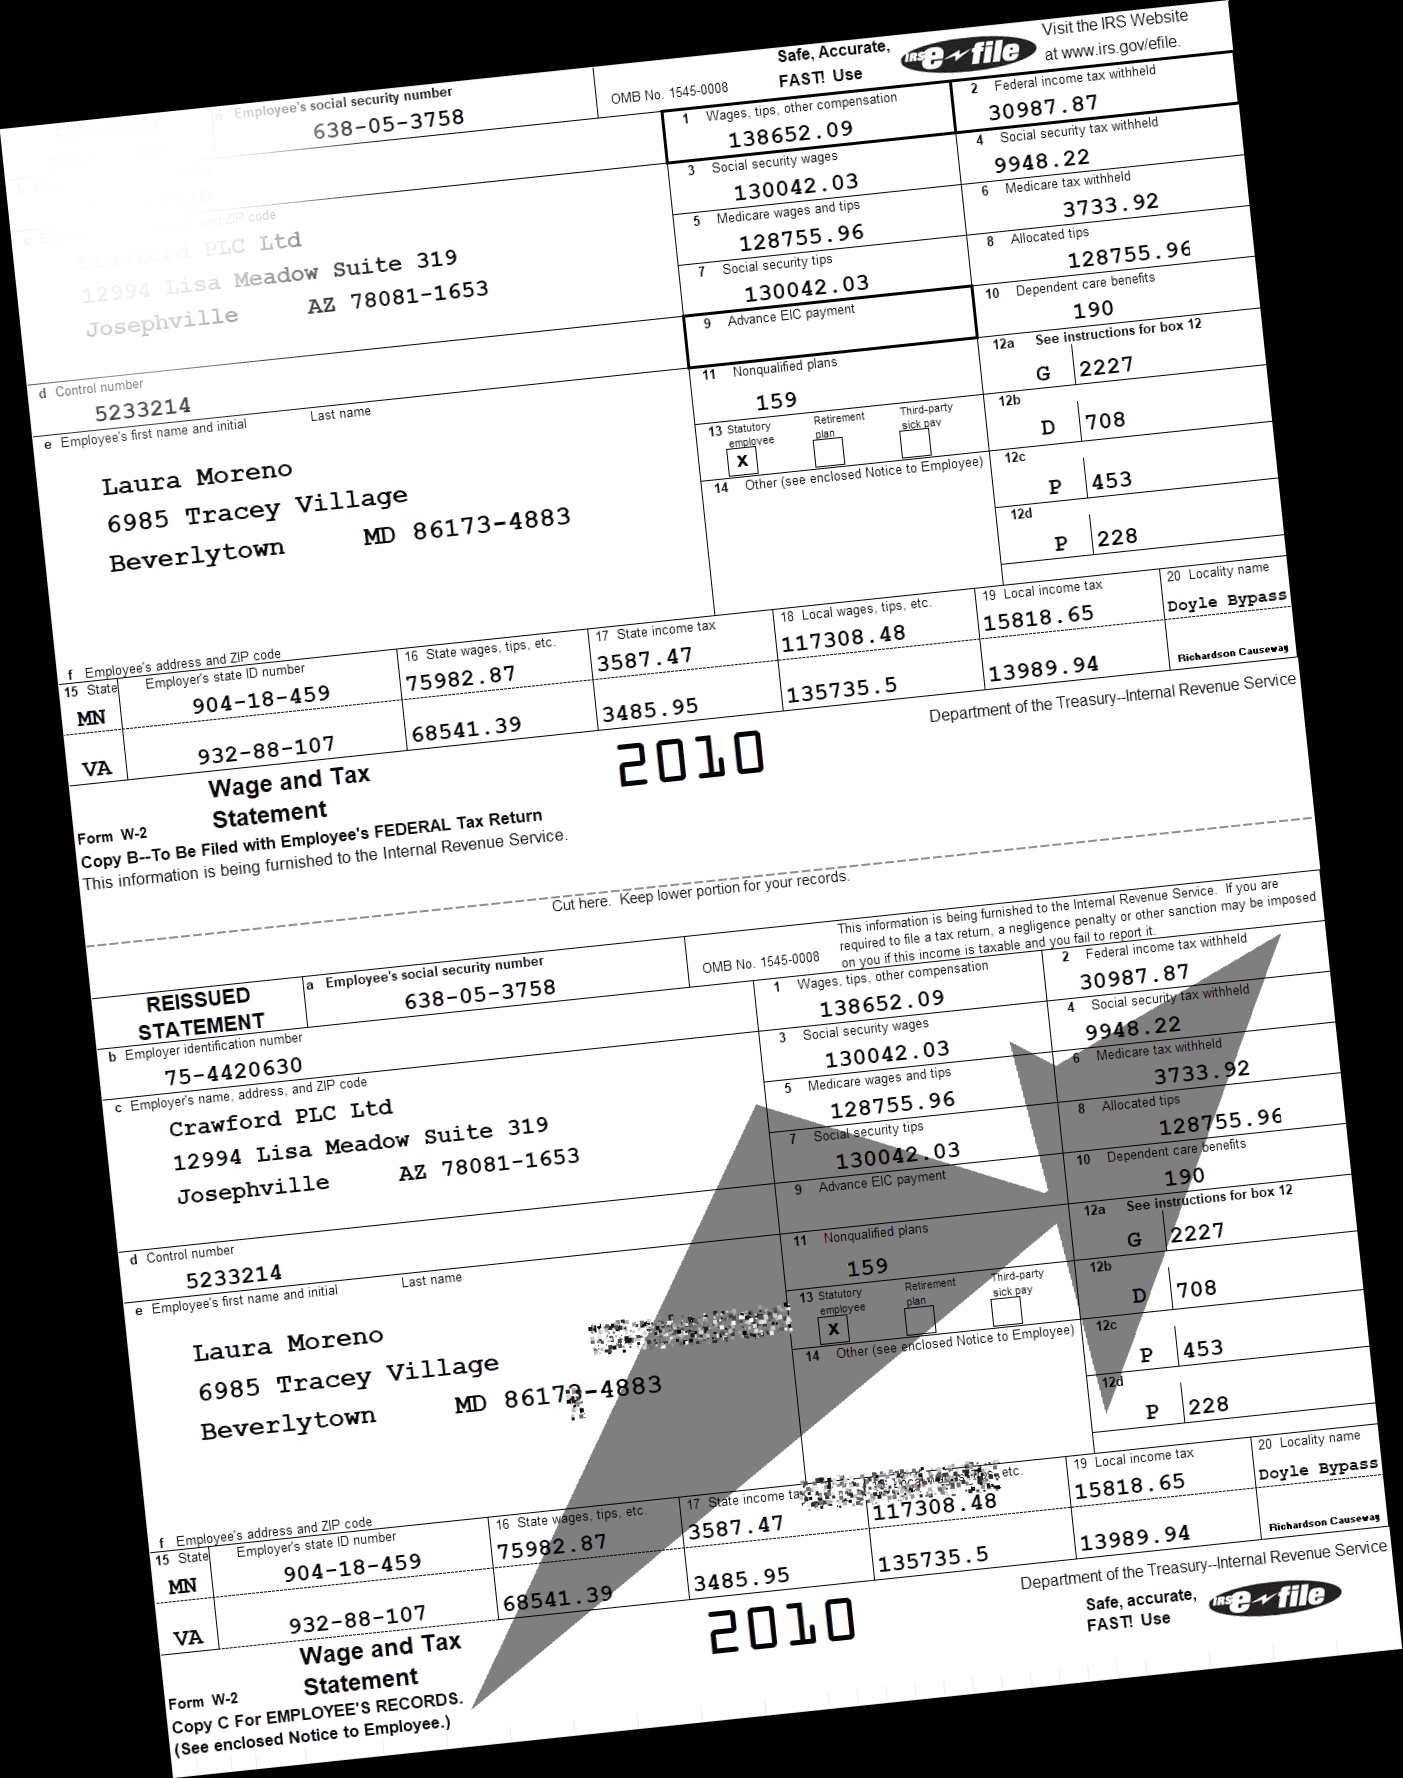 Safe, Accurate,
FAST! Use
IRS e-file
Visit the IRS Website
at www.irs.gov/efile.
a Employee's social security number
638-05-3758
OMB No. 1545-0008
1 Wages, tips, other compensation
138652.09
2 Federal income tax withheld
30987.87
3 Social security wages
130042.03
4 Social security tax withheld
9948.22
5 Medicare wages and tips
128755.96
6 Medicare tax withheld
3733.92
c
and ZIP code
Crawford PLC Ltd
12994 Lisa Meadow Suite 319
Josephville AZ 78081-1653
7 Social security tips
130042.03
8 Allocated tips
128755.96
9 Advance EIC payment
10 Dependent care benefits
190
d Control number
5233214
11 Nonqualified plans
159
12a See instructions for box 12
G 2227
e Employee's first name and initial Last name
Laura Moreno
6985 Tracey Village
Beverlytown MD 86173-4883
13 Statutory employee
X
Retirement plan
Third-party sick pay
12b
D 708
14 Other (see enclosed Notice to Employee)
12c
P 453
12d
P 228
f Employee's address and ZIP code
15 State Employer's state ID number
16 State wages, tips, etc.
17 State income tax
18 Local wages, tips, etc.
19 Local income tax
20 Locality name
MN 904-18-459 75982.87 3587.47 117308.48 15818.65 Doyle Bypass
VA 932-88-107 68541.39 3485.95 135735.5 13989.94 Richardson Causeway
Wage and Tax
Statement
2010
Department of the Treasury--Internal Revenue Service
Form W-2
Copy B--To Be Filed with Employee's FEDERAL Tax Return
This information is being furnished to the Internal Revenue Service.
Cut here. Keep lower portion for your records.
REISSUED
STATEMENT
a Employee's social security number
638-05-3758
OMB No. 1545-0008
This information is being furnished to the Internal Revenue Service. If you are
required to file a tax return, a negligence penalty or other sanction may be imposed
on you if this income is taxable and you fail to report it.
1 Wages, tips, other compensation
138652.09
2 Federal income tax withheld
30987.87
b Employer identification number
75-4420630
3 Social security wages
130042.03
4 Social security tax withheld
9948.22
c Employer's name, address, and ZIP code
Crawford PLC Ltd
12994 Lisa Meadow Suite 319
Josephville AZ 78081-1653
5 Medicare wages and tips
128755.96
6 Medicare tax withheld
3733.92
7 Social security tips
130042.03
8 Allocated tips
128755.96
9 Advance EIC payment
10 Dependent care benefits
190
d Control number
5233214
11 Nonqualified plans
159
12a See instructions for box 12
G 2227
e Employee's first name and initial Last name
Laura Moreno
6985 Tracey Village
Beverlytown MD 86173-4883
13 Statutory employee
X
Retirement plan
Third-party sick pay
12b
D 708
14 Other (see enclosed Notice to Employee)
12c
P 453
12d
P 228
f Employee's address and ZIP code
15 State Employer's state ID number
16 State wages, tips, etc.
17 State income tax
etc.
19 Local income tax
20 Locality name
MN 904-18-459 75982.87 3587.47 117308.48 15818.65 Doyle Bypass
VA 932-88-107 68541.39 3485.95 135735.5 13989.94 Richardson Causeway
Wage and Tax
Statement
2010
Department of the Treasury--Internal Revenue Service
Safe, accurate,
FAST! Use
IRS e-file
Form W-2
Copy C For EMPLOYEE'S RECORDS.
(See enclosed Notice to Employee.)